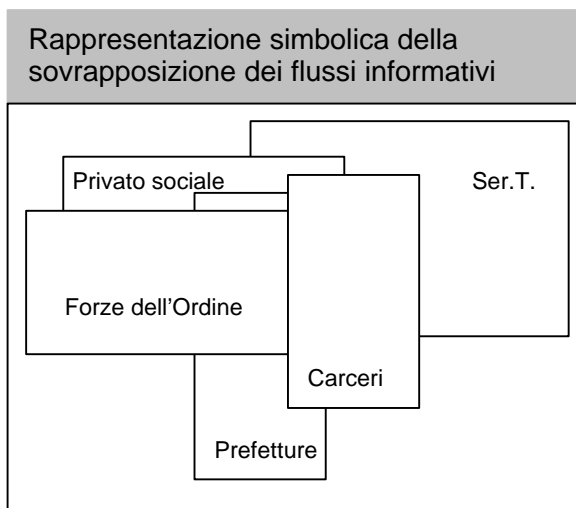 Rappresentazione simbolica della
sovrapposizione dei flussi informativi
Privato sociale
Ser.T.
Forze dell'Ordine
Carceri
Prefetture